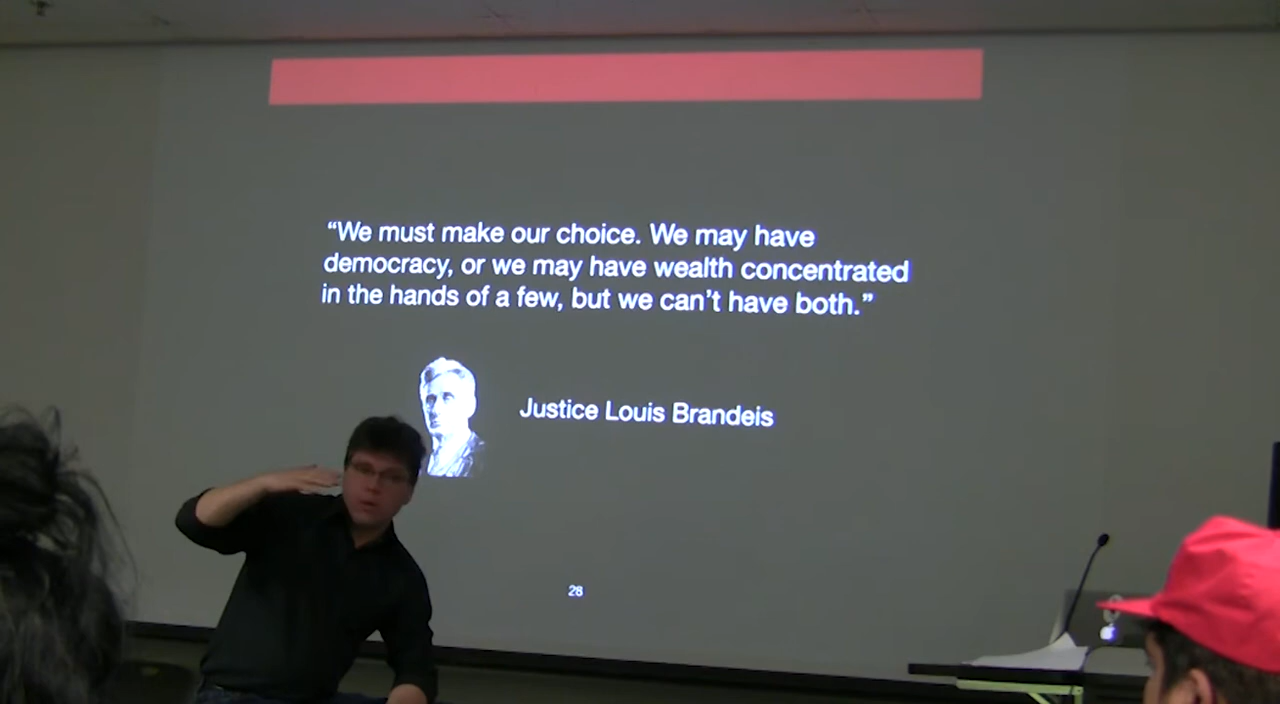 “We must make our choice. We may have
democracy, or we may have wealth concentrated
in the hands of a few, but we can’t have both.”
Justice Louis Brandeis
28